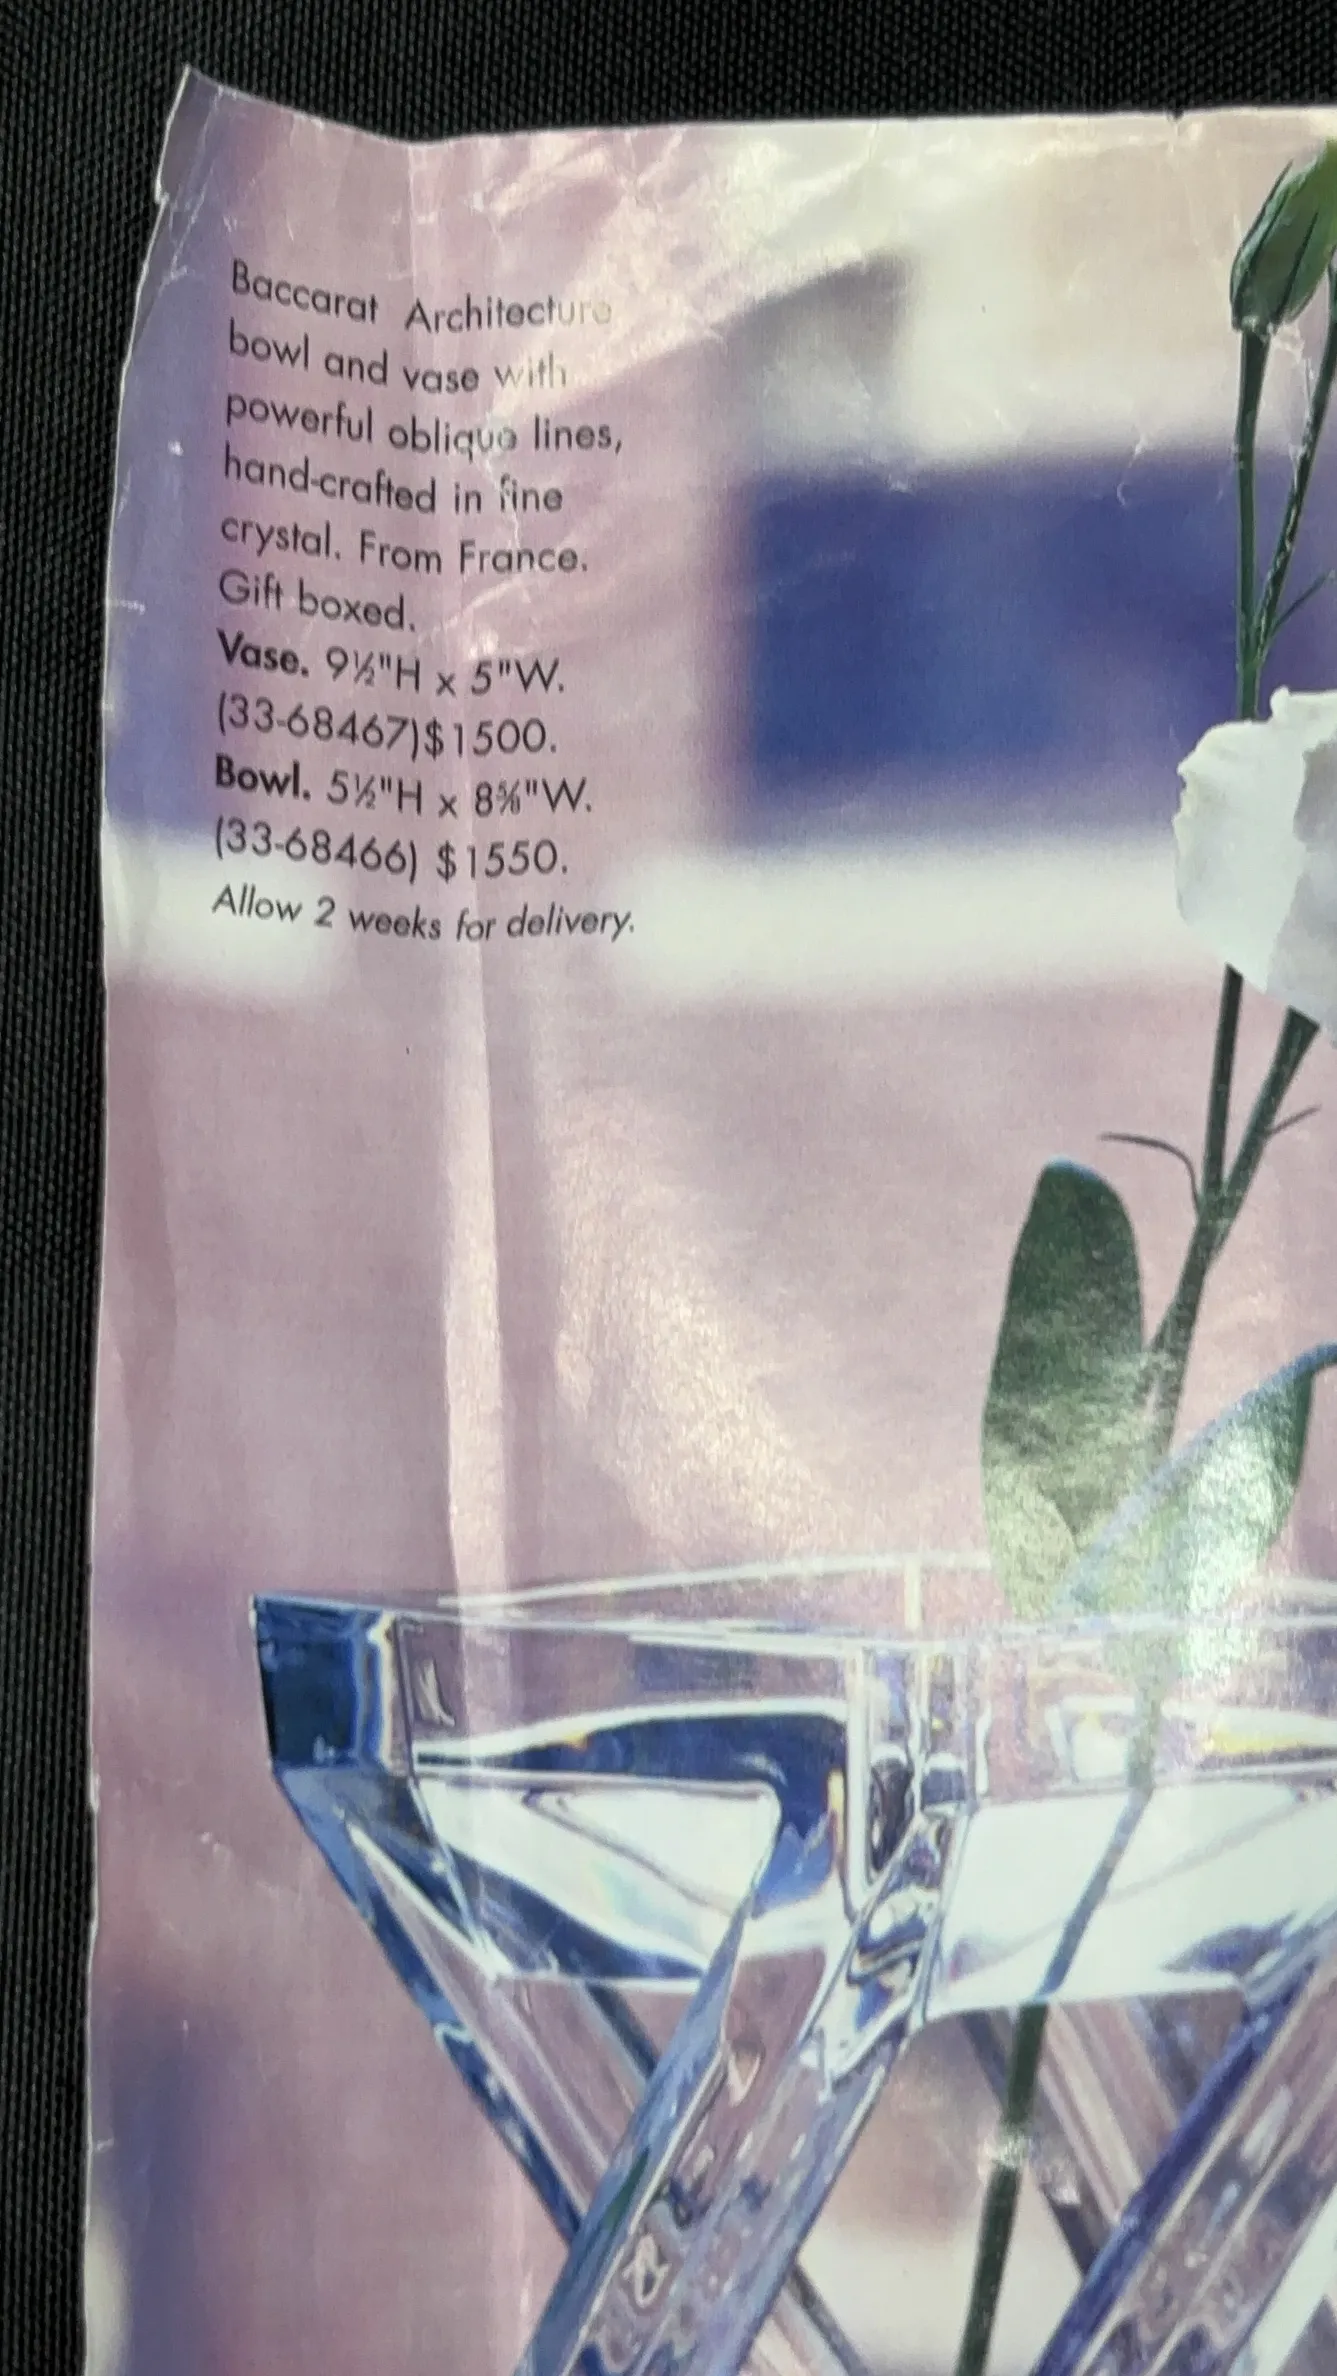 Baccarat Architecture
bowl and vase with
powerful oblique lines,
hand-crafted in fine
crystal. From France.
Gift boxed.
Vase. 9½"H x 5"W.
(33-68467)$1500.
Bowl. 5½"H x 8⅝"W.
(33-68466) $1550.
Allow 2 weeks for delivery.